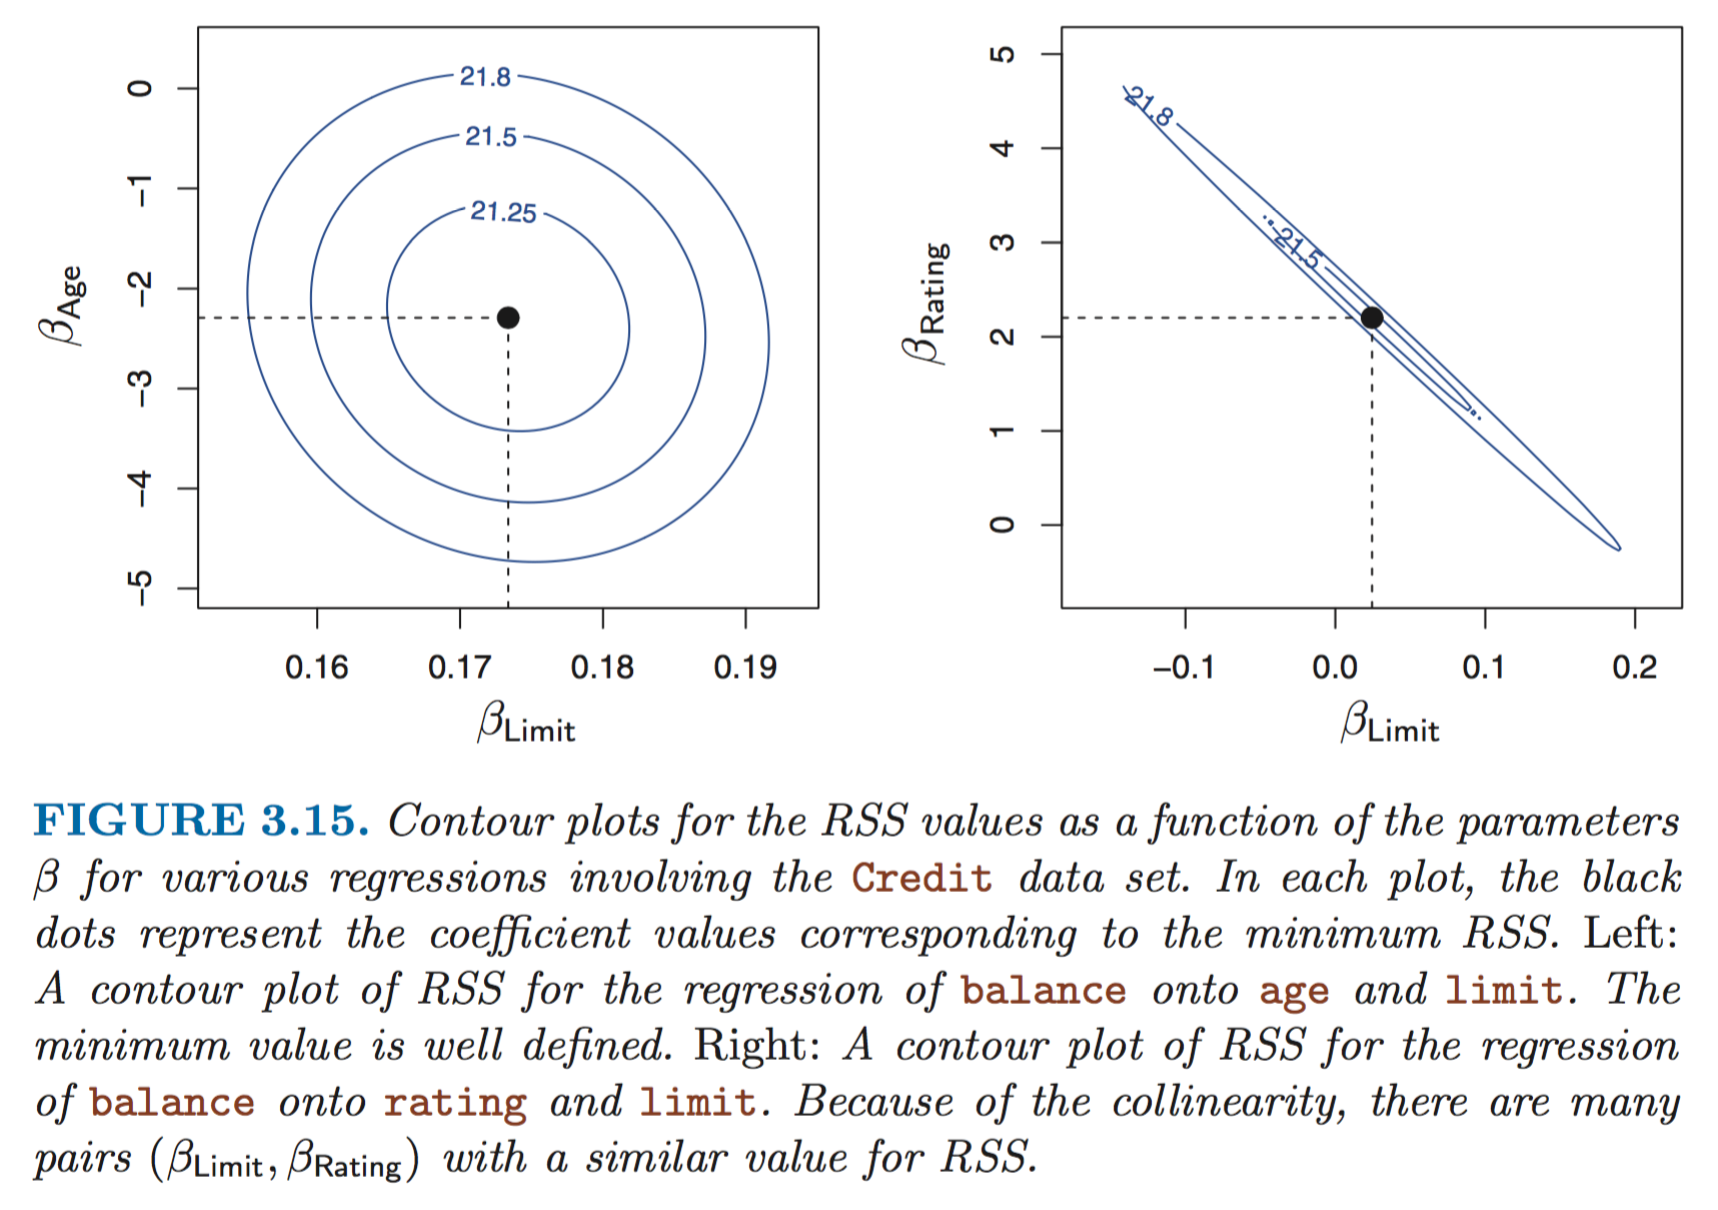 21.8
21.5
21.25
0
−1
−2
−3
−4
−5
βAge
0.16 0.17 0.18 0.19
βLimit
21.8
21.5
5
4
3
2
1
0
βRating
−0.1 0.0 0.1 0.2
βLimit
FIGURE 3.15. Contour plots for the RSS values as a function of the parameters
β for various regressions involving the Credit data set. In each plot, the black
dots represent the coefficient values corresponding to the minimum RSS. Left:
A contour plot of RSS for the regression of balance onto age and limit. The
minimum value is well defined. Right: A contour plot of RSS for the regression
of balance onto rating and limit. Because of the collinearity, there are many
pairs (βLimit, βRating) with a similar value for RSS.